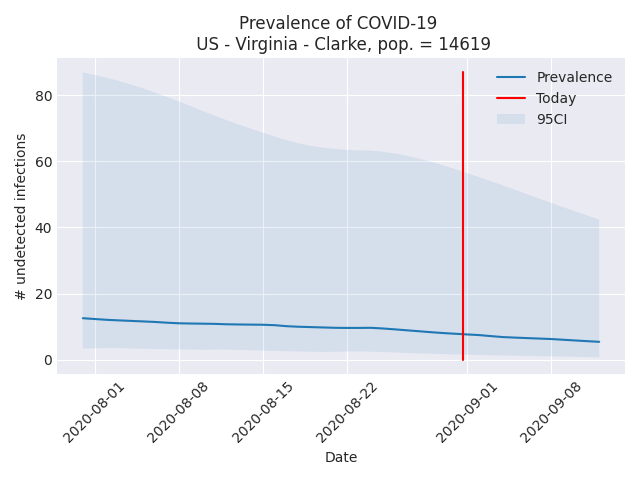 Prevalence of COVID-19
US - Virginia - Clarke, pop. = 14619
Prevalence
Today
95CI
# undetected infections
80
60
40
20
0
2020-08-01
2020-08-08
2020-08-15
2020-08-22
2020-09-01
2020-09-08
Date